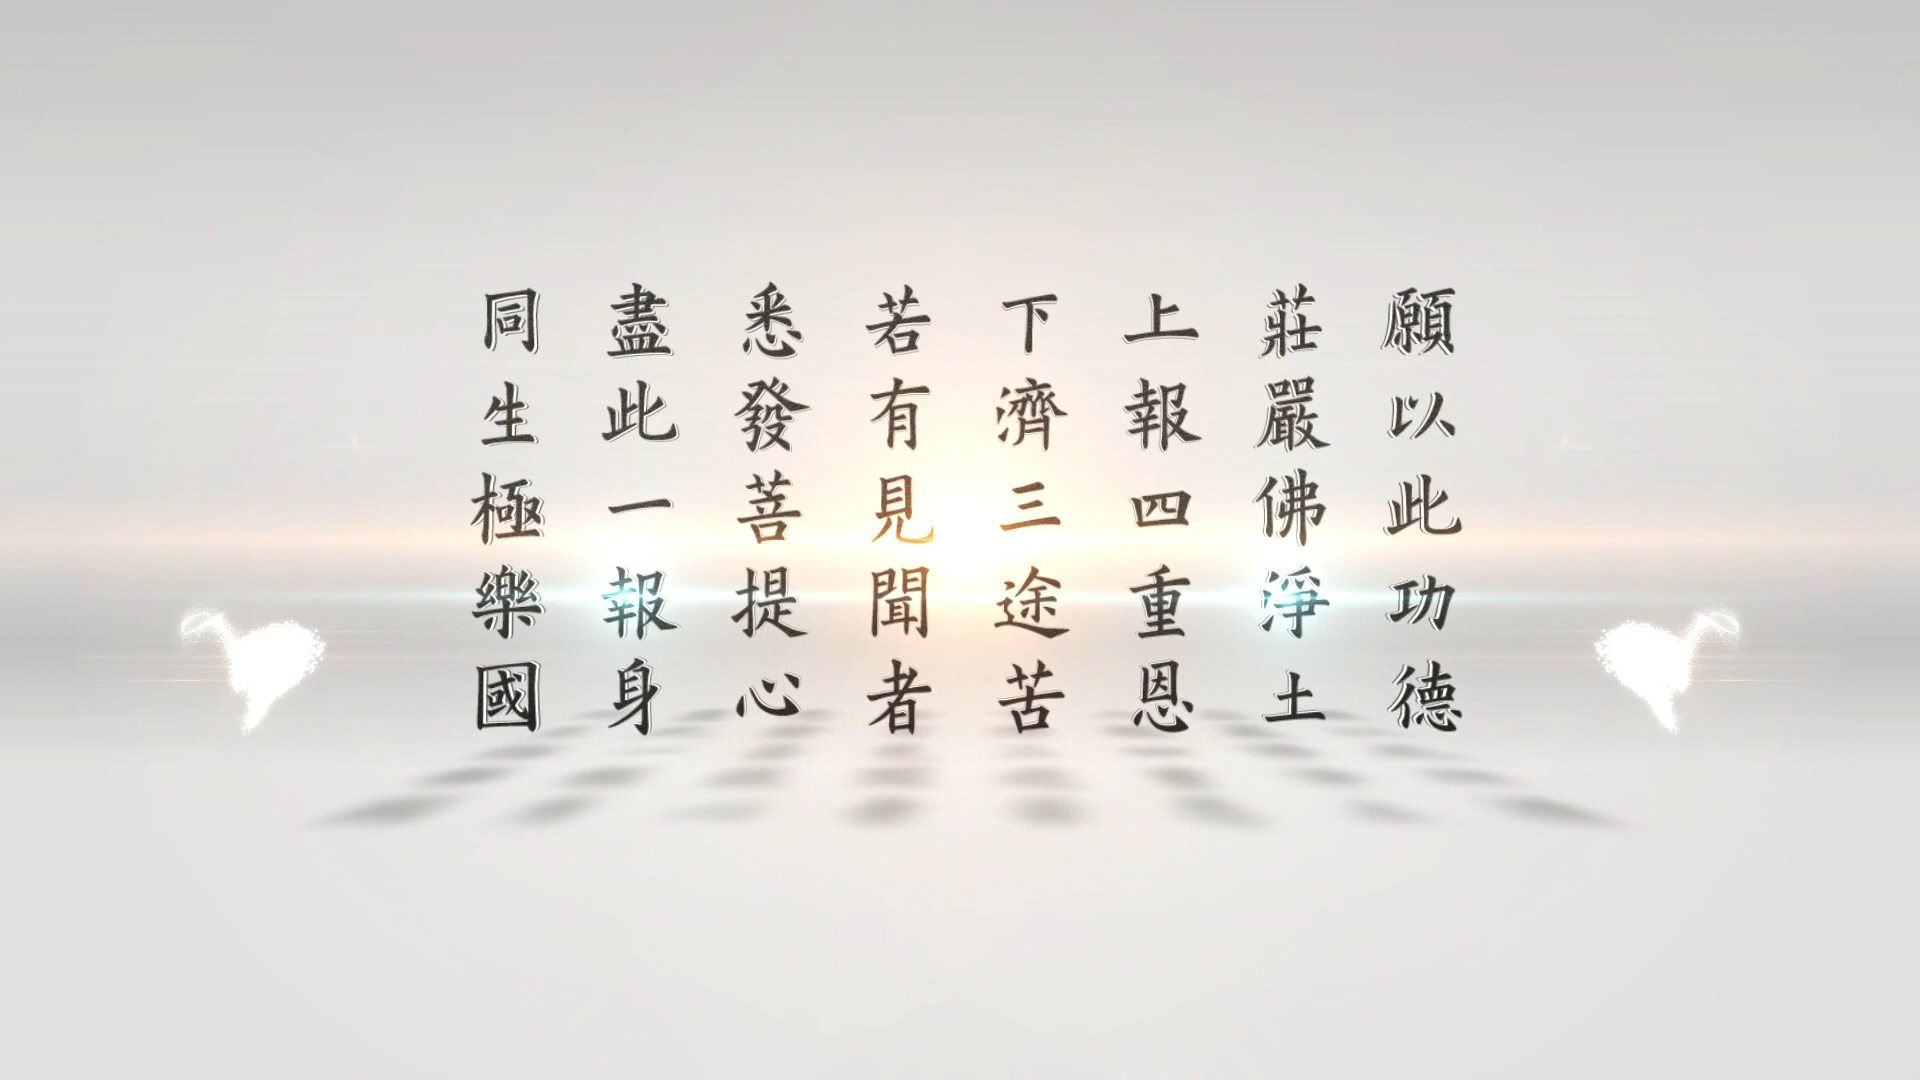 願以此功德
莊嚴佛淨土
上報四重恩
下濟三途苦
若有見聞者
悉發菩提心
盡此一報身
同生極樂國